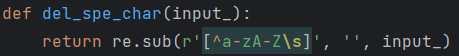 def del_spe_char(input_):
    return re.sub(r'[^a-zA-Z\s]', '', input_)